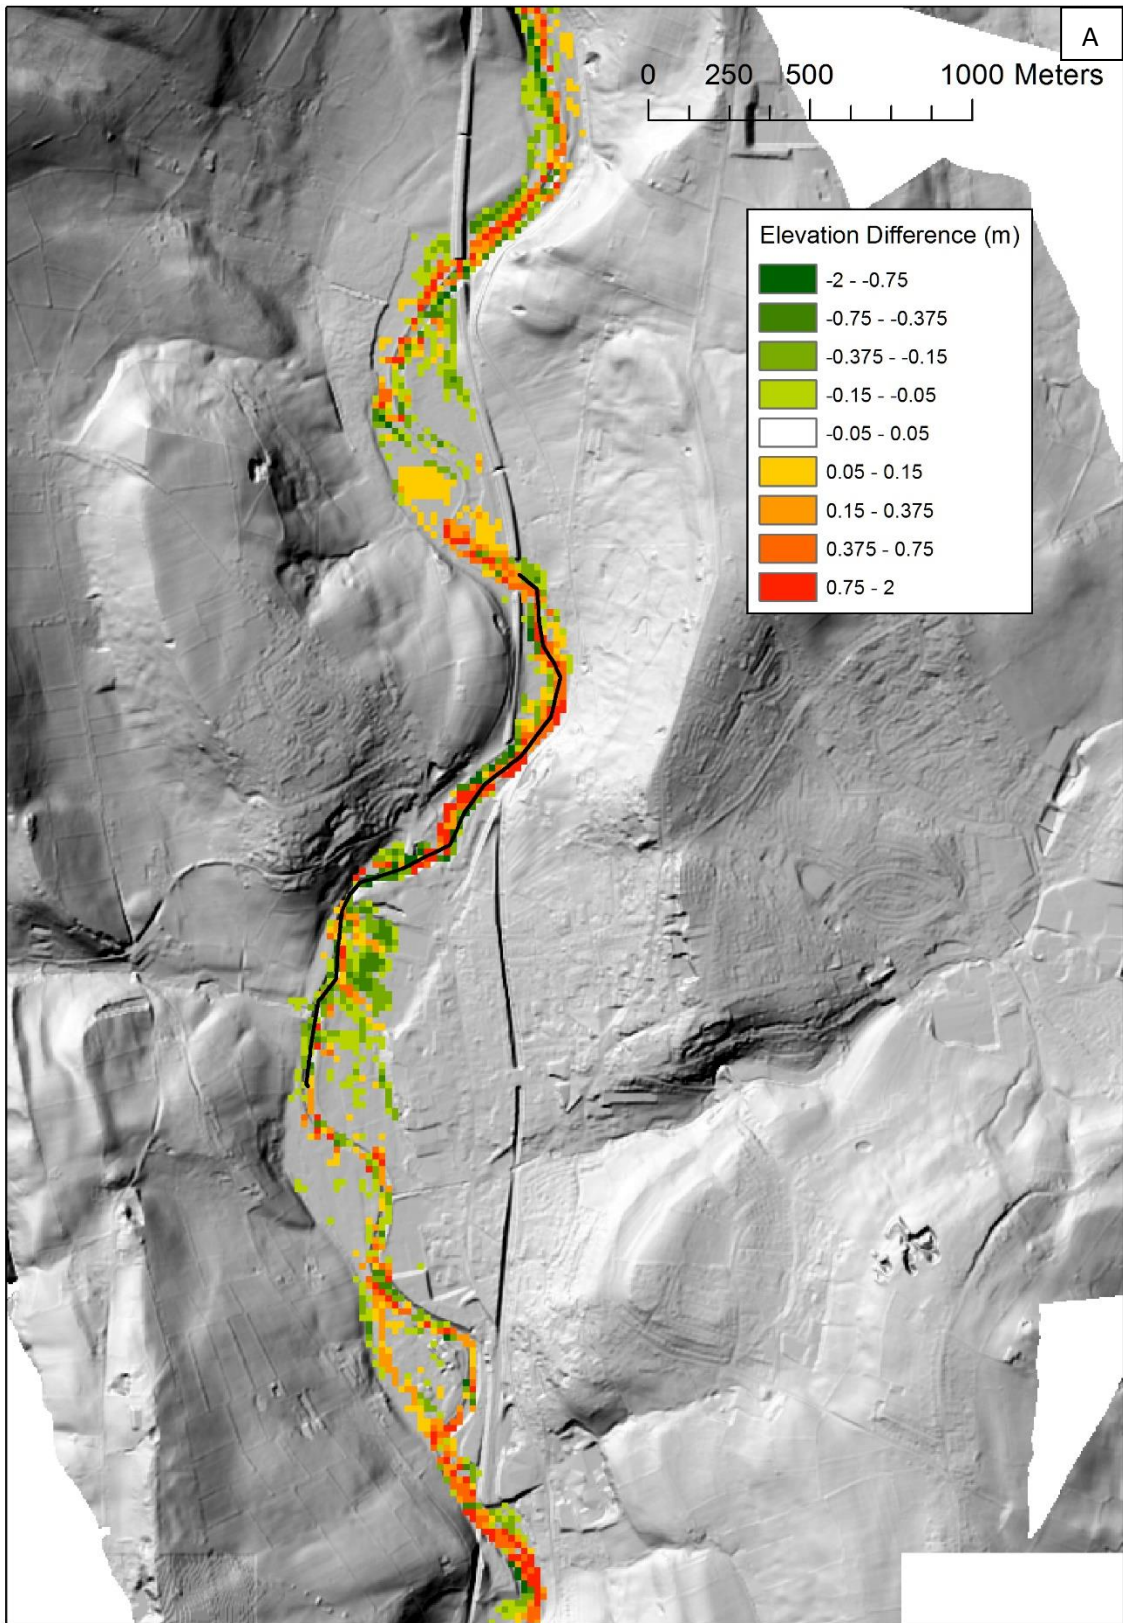 A
0 250 500 1000 Meters
Elevation Difference (m)
-2 - -0.75
-0.75 - -0.375
-0.375 - -0.15
-0.15 - -0.05
-0.05 - 0.05
0.05 - 0.15
0.15 - 0.375
0.375 - 0.75
0.75 - 2